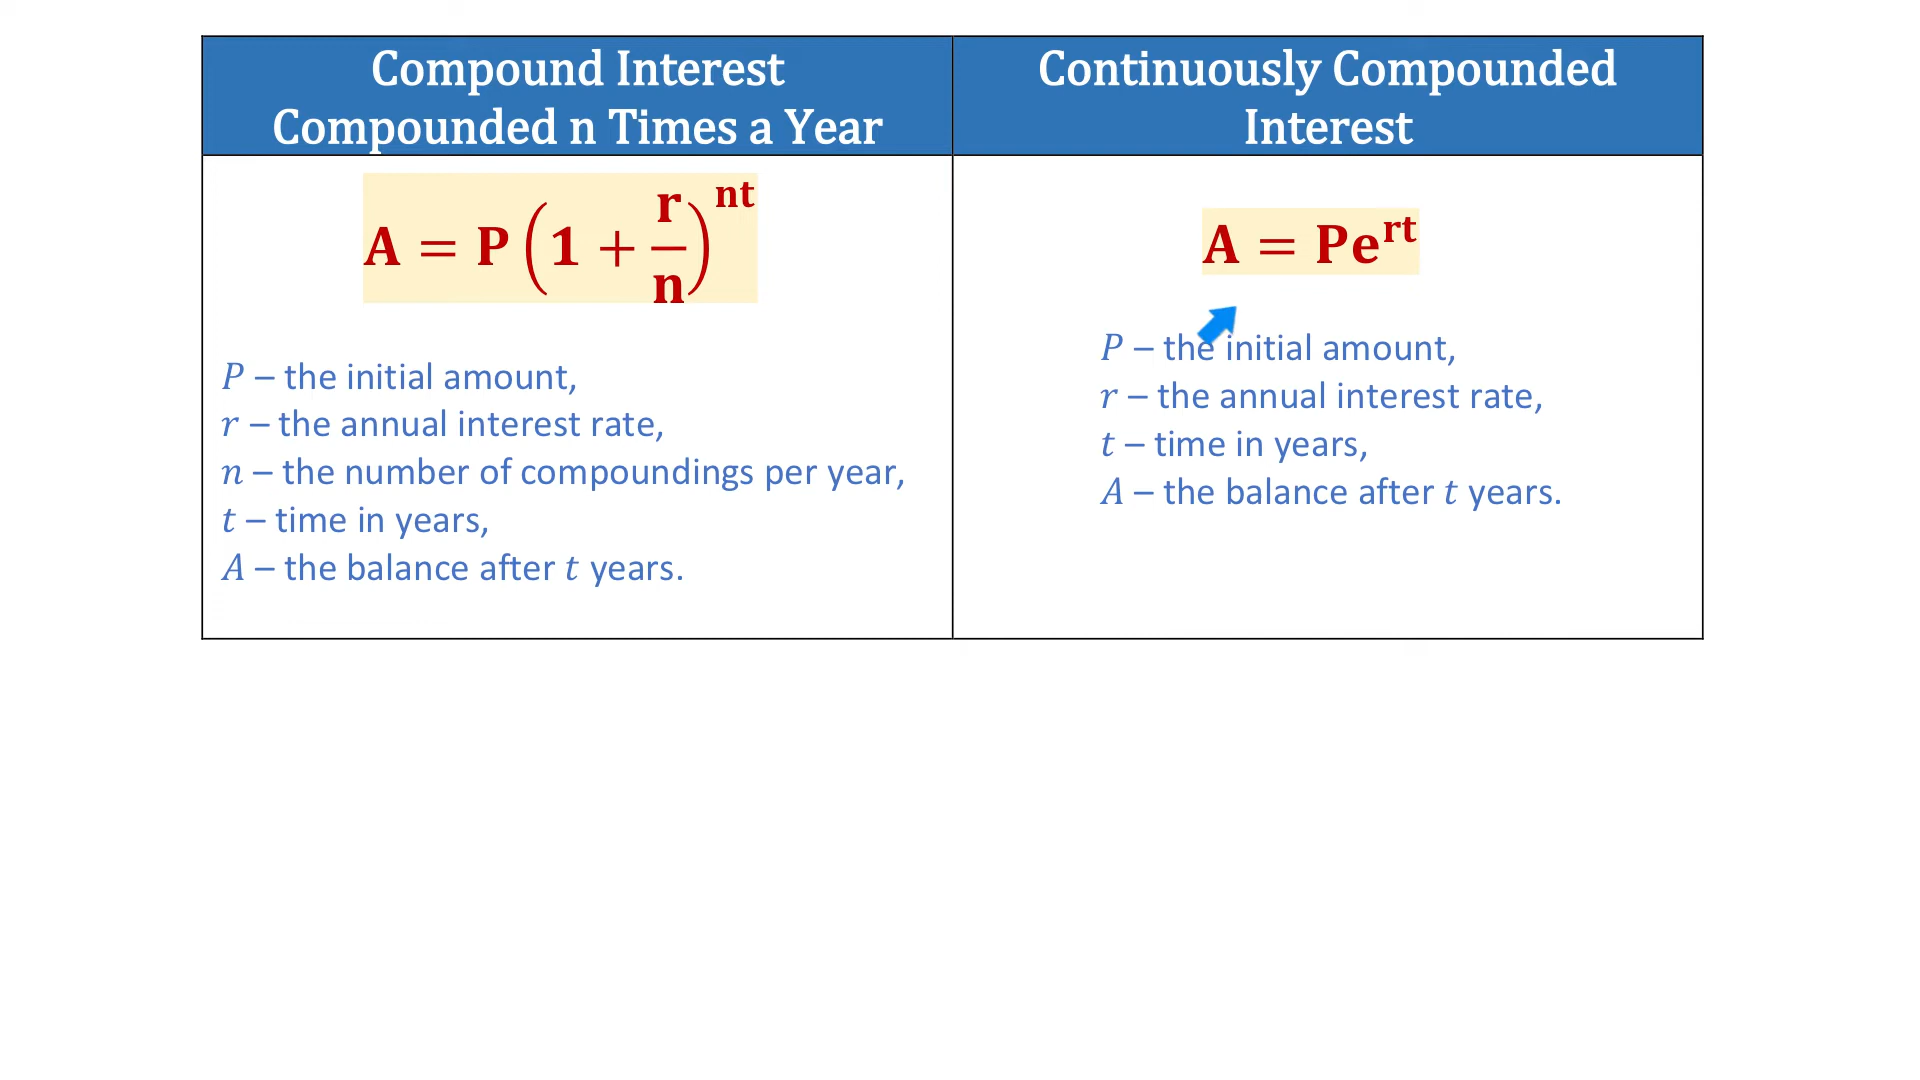 Compound Interest
Compounded n Times a Year
A = P(1 + r/n)^nt
P – the initial amount,
r – the annual interest rate,
n – the number of compoundings per year,
t – time in years,
A – the balance after t years.
Continuously Compounded
Interest
A = Pe^rt
P – the initial amount,
r – the annual interest rate,
t – time in years,
A – the balance after t years.